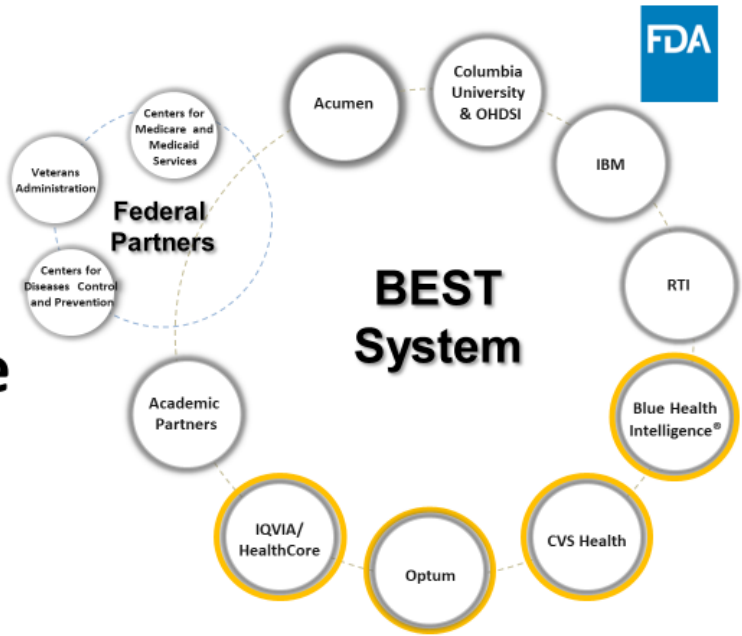 FDA
Acumen
Columbia
University
& OHDSI
IBM
RTI
Blue Health
Intelligence®
CVS Health
Optum
IQVIA/
HealthCore
Academic
Partners
Centers for
Medicare and
Medicaid
Services
Veterans
Administration
Centers for
Diseases Control
and Prevention
Federal
Partners
BEST
System
e